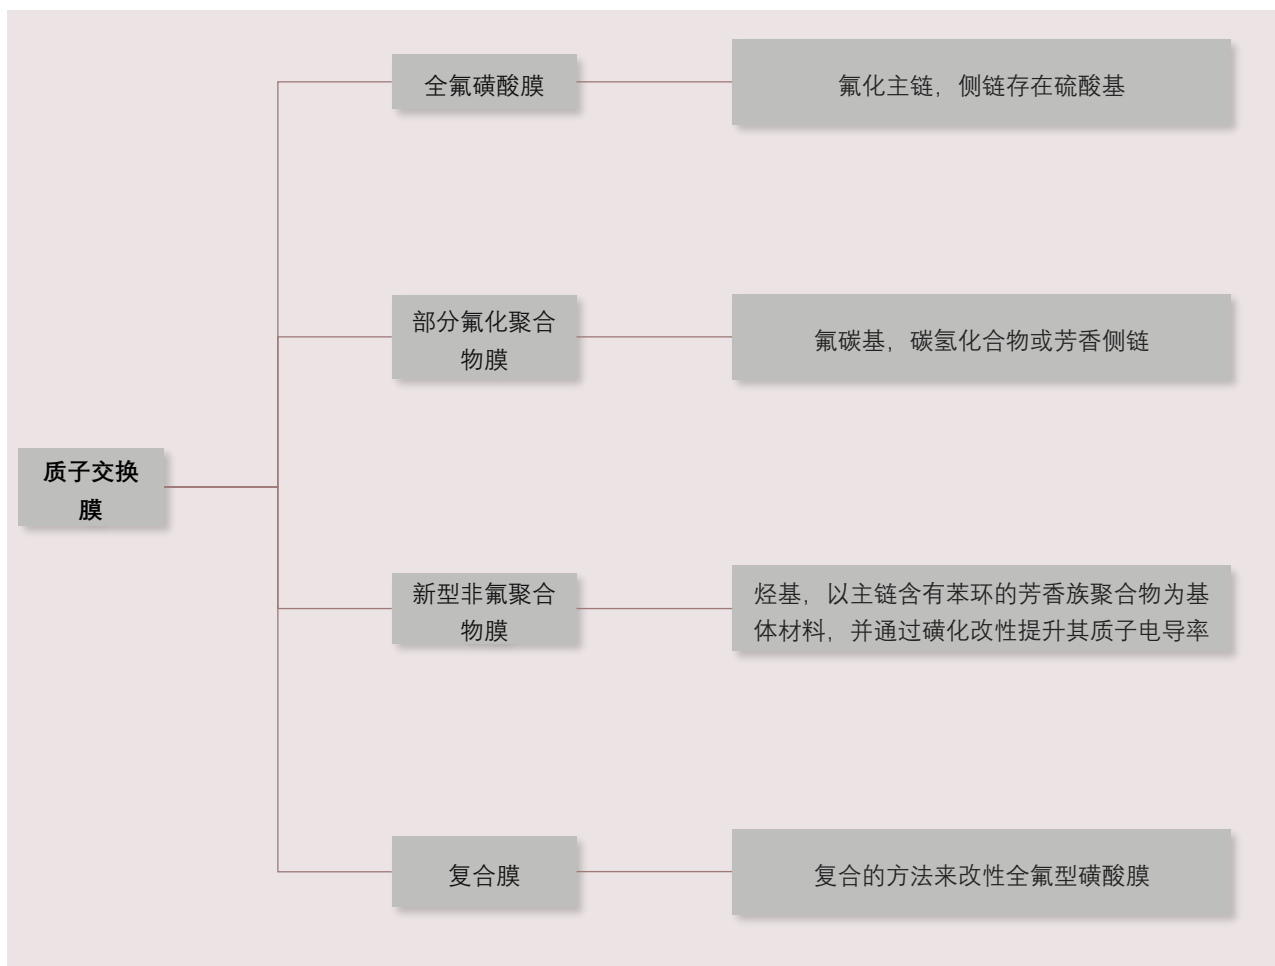 全氟磺酸膜
氟化主链，侧链存在硫酸基
部分氟化聚合
物膜
氟碳基，碳氢化合物或芳香侧链
质子交换
膜
新型非氟聚合
物膜
烃基，以主链含有苯环的芳香族聚合物为基
体材料，并通过磺化改性提升其质子电导率
复合膜
复合的方法来改性全氟型磺酸膜